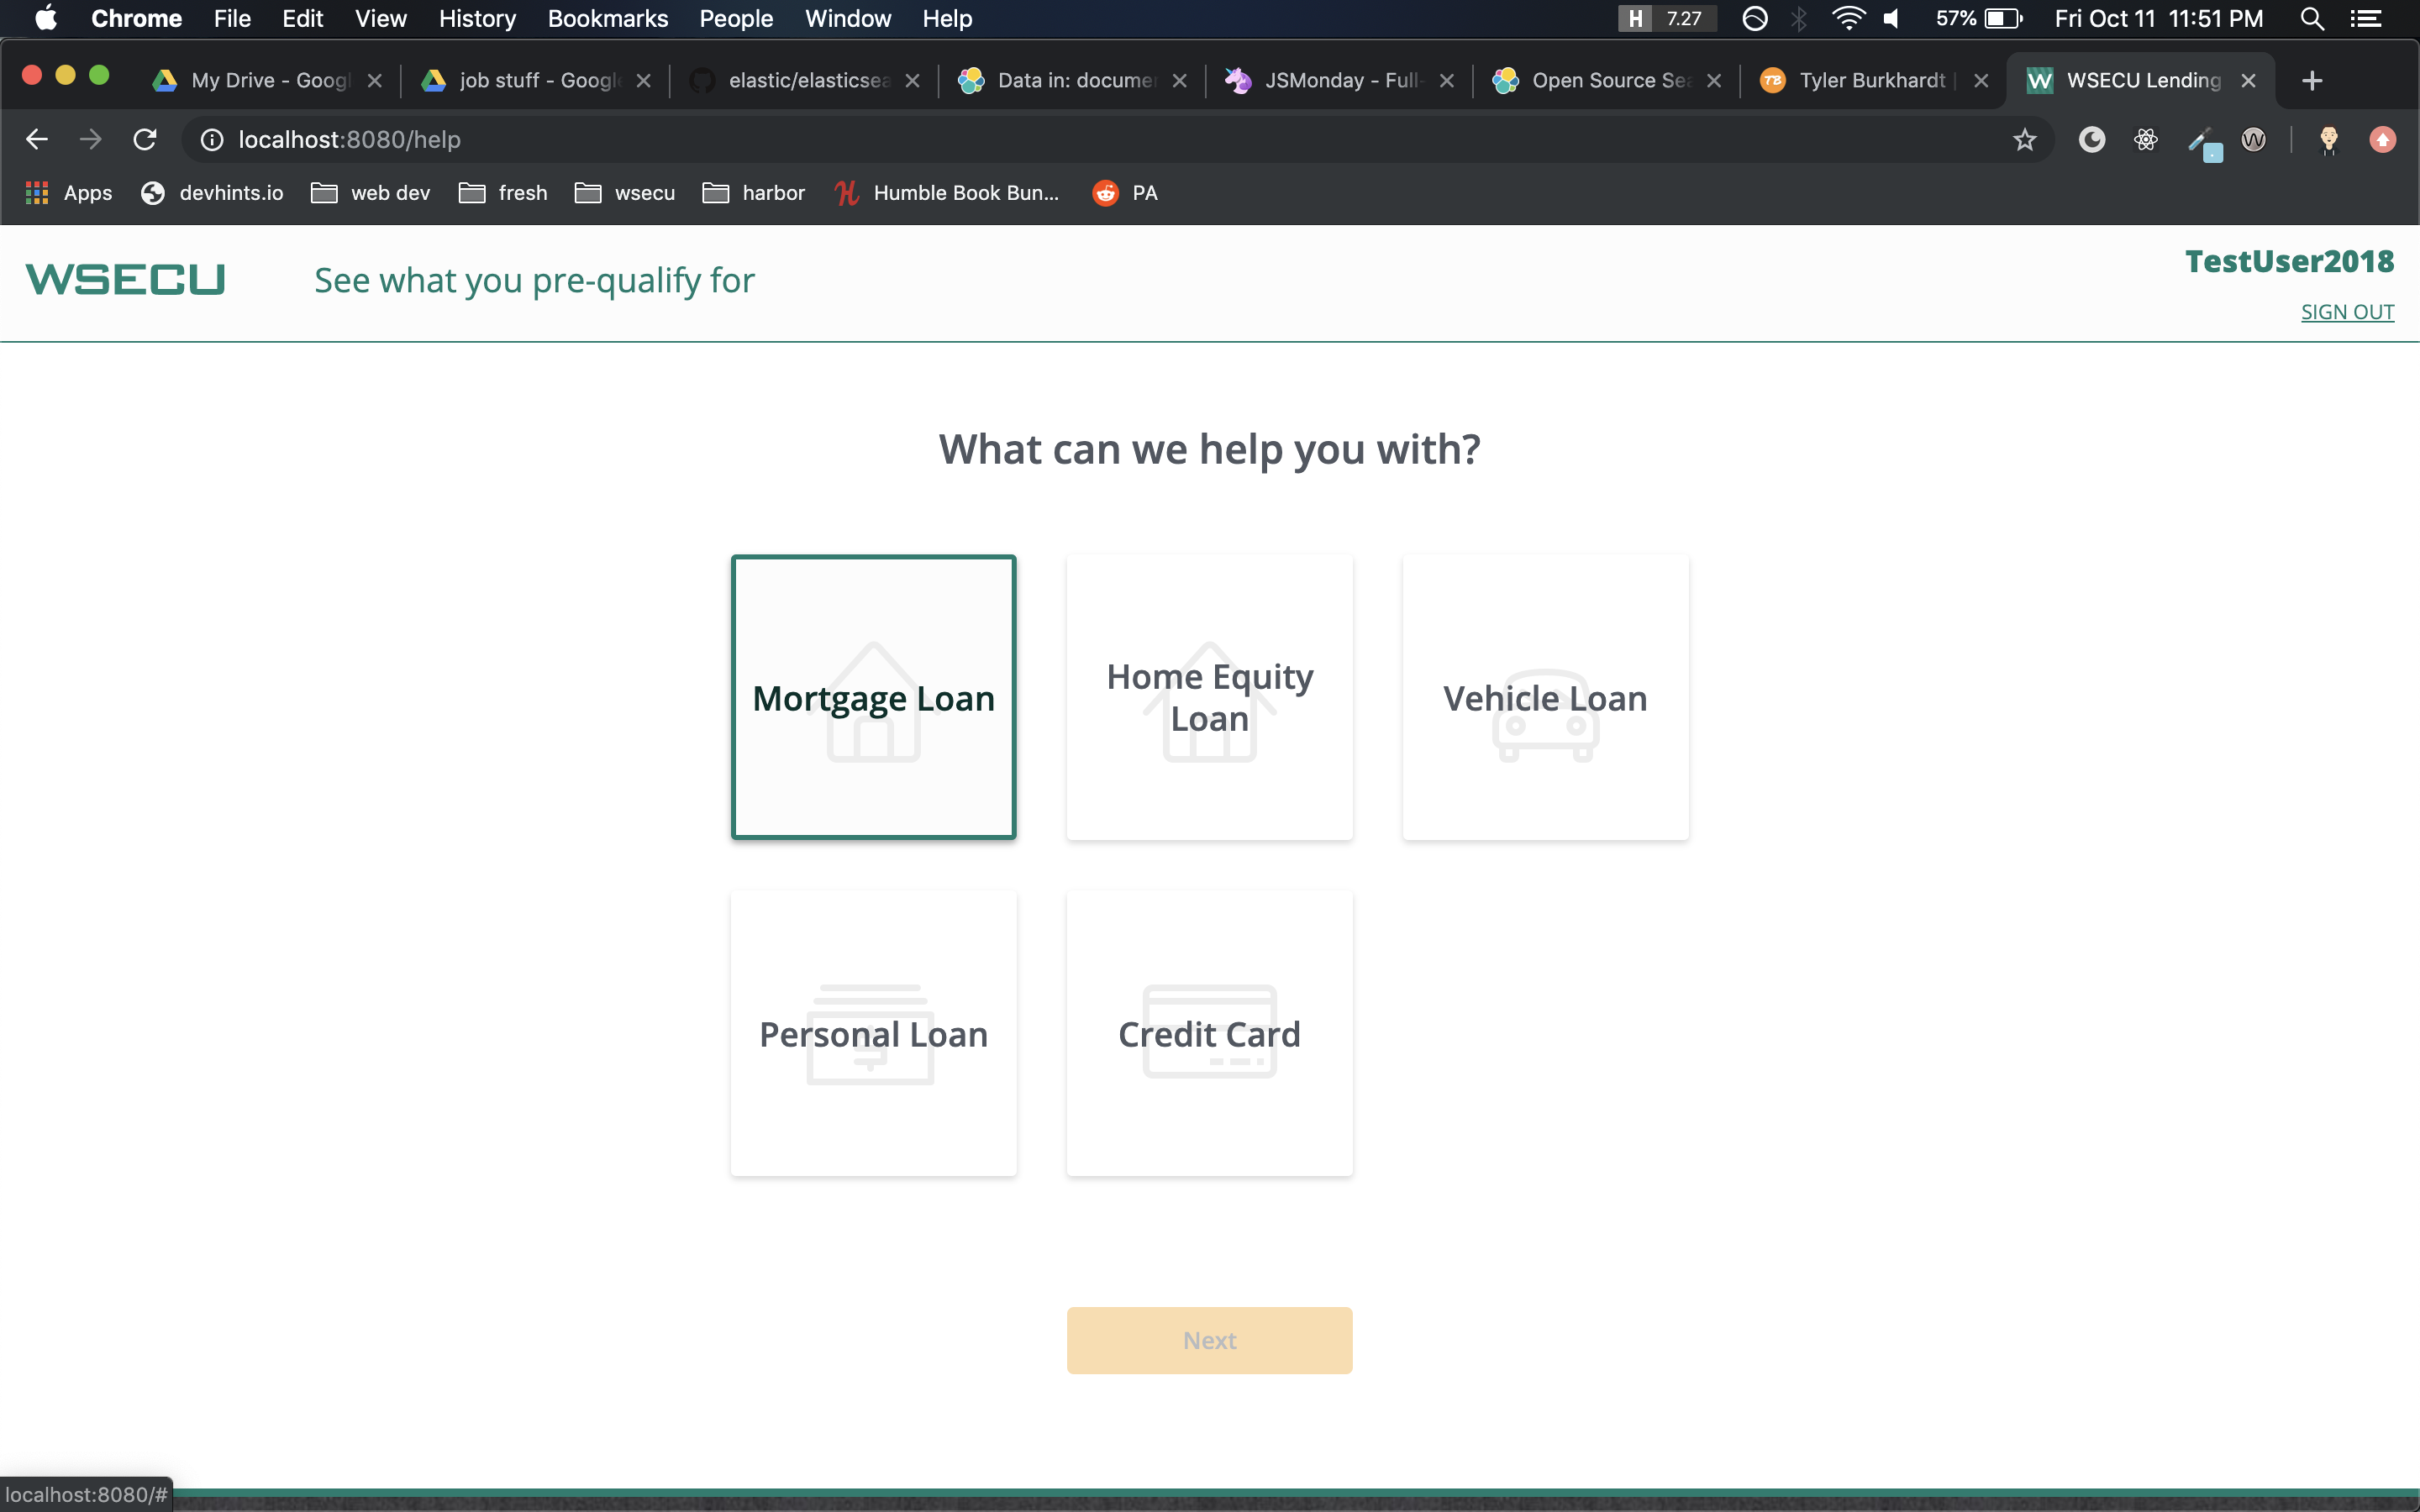 Chrome File Edit View History Bookmarks People Window Help H 7.27 57% Fri Oct 11 11:51 PM
My Drive - Googl job stuff - Google elastic/elasticsea Data in: documen JSMonday - Full- Open Source Sea TB Tyler Burkhardt | W WSECU Lending
localhost:8080/help
Apps devhints.io web dev fresh wsecu harbor H Humble Book Bun... PA
WSECU See what you pre-qualify for TestUser2018
SIGN OUT
What can we help you with?
Mortgage Loan
Home Equity
Loan
Vehicle Loan
Personal Loan
Credit Card
Next
localhost:8080/#